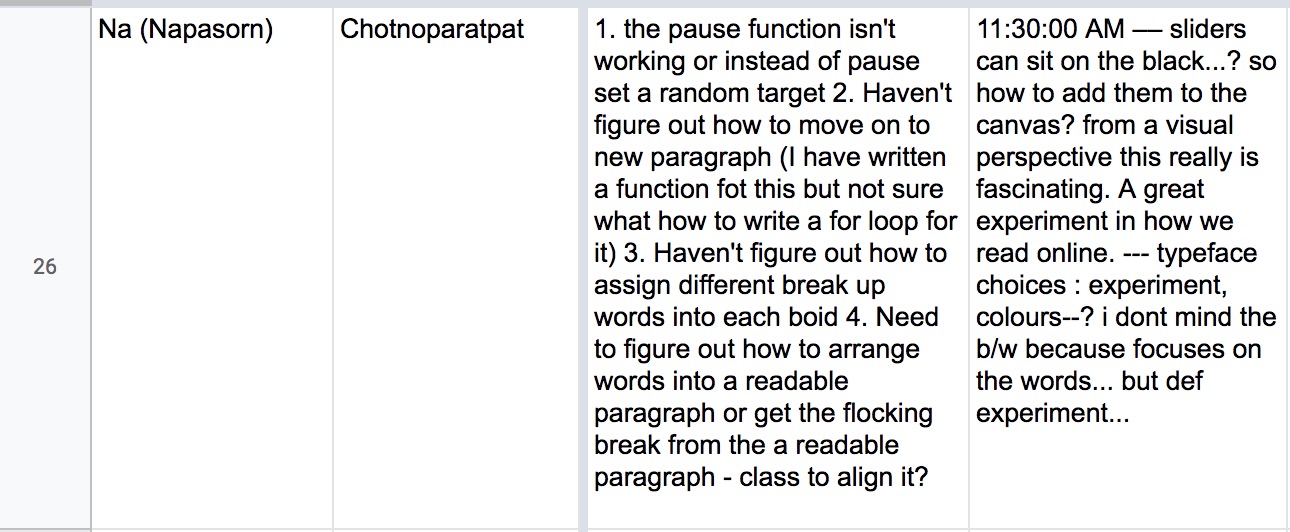 Na (Napasorn)
Chotnoparatpat
1. the pause function isn't
working or instead of pause
set a random target 2. Haven't
figure out how to move on to
new paragraph (I have written
a function fot this but not sure
what how to write a for loop for
it) 3. Haven't figure out how to
assign different break up
words into each boid 4. Need
to figure out how to arrange
words into a readable
paragraph or get the flocking
break from the a readable
paragraph - class to align it?
11:30:00 AM — sliders
can sit on the black...? so
how to add them to the
canvas? from a visual
perspective this really is
fascinating. A great
experiment in how we
read online. --- typeface
choices : experiment,
colours--? i dont mind the
b/w because focuses on
the words... but def
experiment...
26